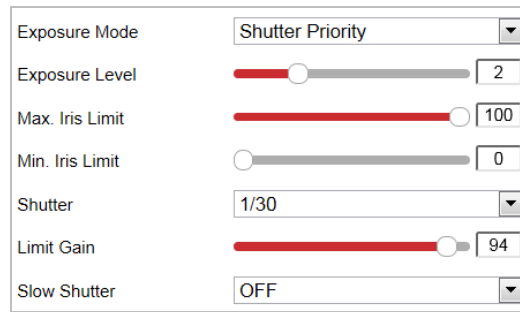 Exposure Mode Shutter Priority
Exposure Level 2
Max. Iris Limit 100
Min. Iris Limit 0
Shutter 1/30
Limit Gain 94
Slow Shutter OFF